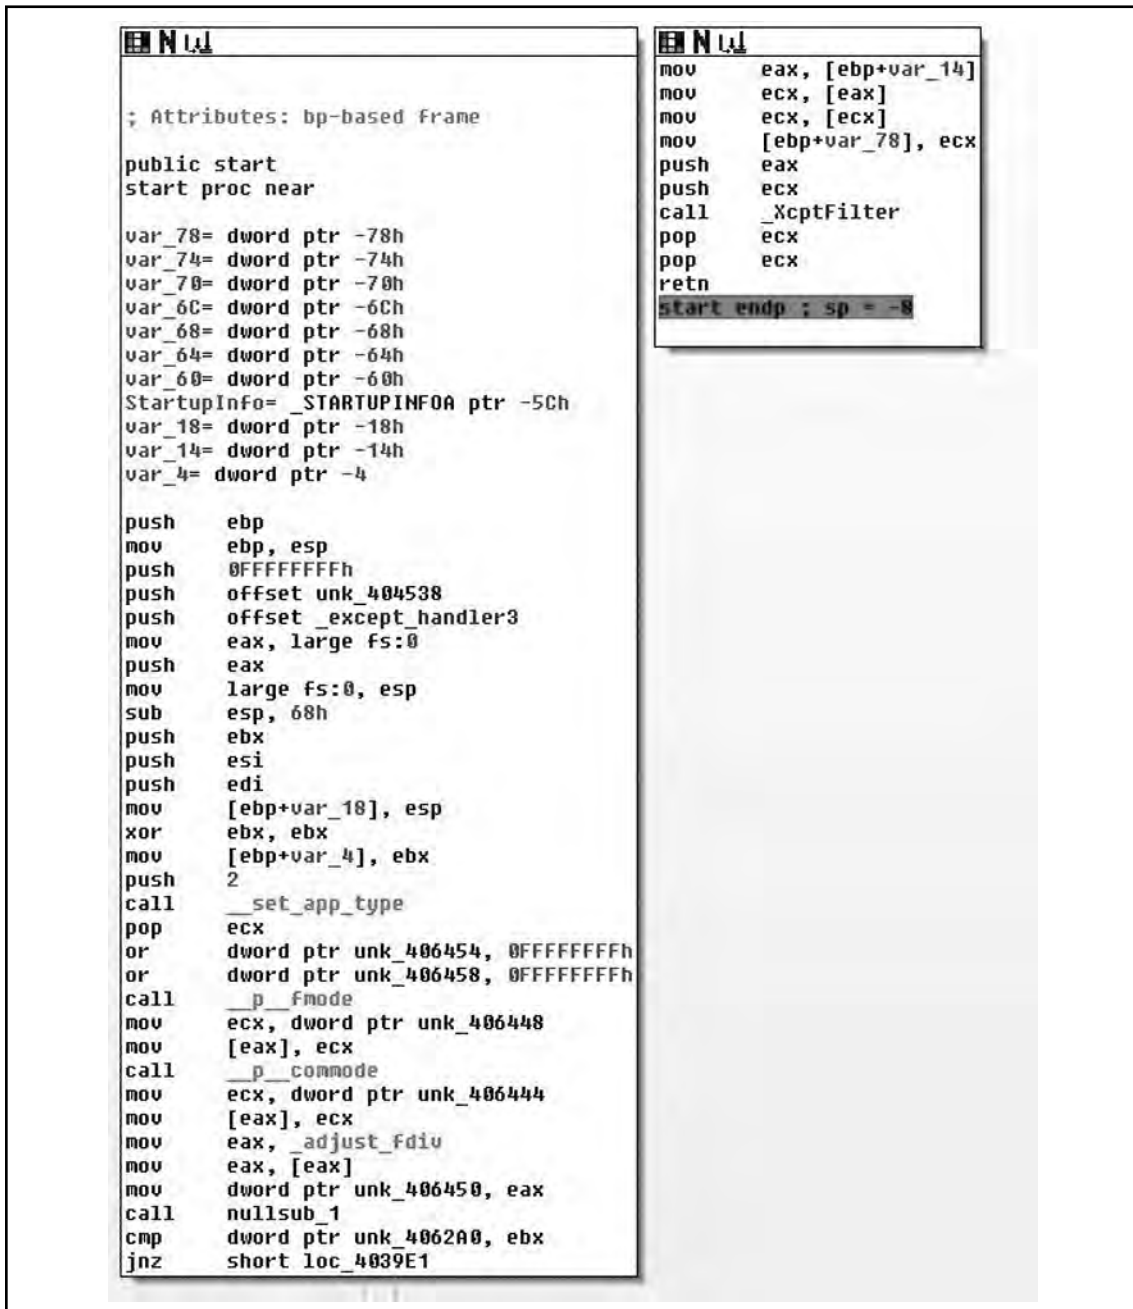 ; Attributes: bp-based frame
public start
start proc near
var_78= dword ptr -78h
var_74= dword ptr -74h
var_70= dword ptr -70h
var_6C= dword ptr -6Ch
var_68= dword ptr -68h
var_64= dword ptr -64h
var_60= dword ptr -60h
StartupInfo= _STARTUPINFOA ptr -5Ch
var_18= dword ptr -18h
var_14= dword ptr -14h
var_4= dword ptr -4
push ebp
mov ebp, esp
push 0FFFFFFFFh
push offset unk_404538
push offset _except_handler3
mov eax, large fs:0
push eax
mov large fs:0, esp
sub esp, 68h
push ebx
push esi
push edi
mov [ebp+var_18], esp
xor ebx, ebx
mov [ebp+var_4], ebx
push 2
call __set_app_type
pop ecx
or dword ptr unk_406454, 0FFFFFFFFh
or dword ptr unk_406458, 0FFFFFFFFh
call __p__fmode
mov ecx, dword ptr unk_406448
mov [eax], ecx
call __p__commode
mov ecx, dword ptr unk_406444
mov [eax], ecx
mov eax, _adjust_fdiv
mov eax, [eax]
mov dword ptr unk_406450, eax
call nullsub_1
cmp dword ptr unk_4062A0, ebx
jnz short loc_4039E1
mov eax, [ebp+var_14]
mov ecx, [eax]
mov ecx, [ecx]
mov [ebp+var_78], ecx
push eax
push ecx
call _XcptFilter
pop ecx
pop ecx
retn
start endp ; sp = -8